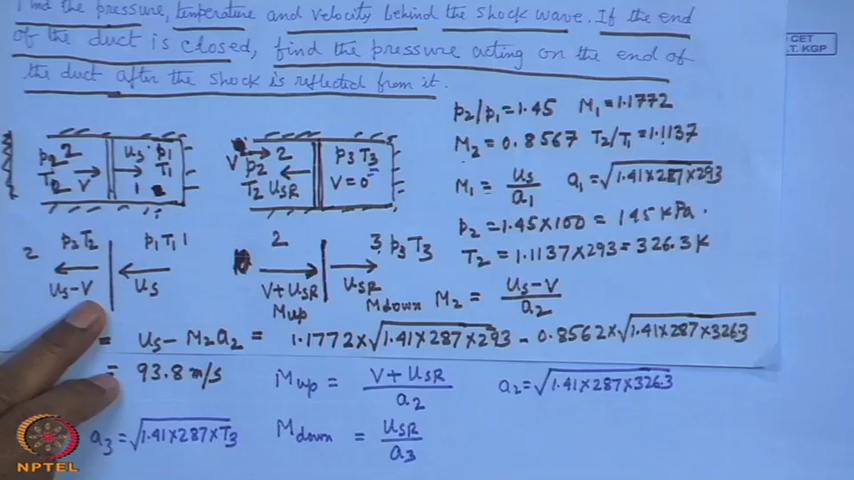 Find the pressure, temperature and velocity behind the shock wave. If the end
of the duct is closed, find the pressure acting on the end of
the duct after the shock is reflected from it.
CET
I.T. KGP
p2/p1 = 1.45 M1 = 1.1772
M2 = 0.8567 T2/T1 = 1.1137
M1 = us/a1 a1 = √1.41×287×293
p2 = 1.45×100 = 145 kPa.
T2 = 1.1137×293 = 326.3 K
p2 2 us p1
T2 V T1
1
V 2 p3 T3
p2 V = 0
T2 usR
2 p2 T2 p1 T1 1
us-V us
2 3 p3 T3
V+usR usR
Mup Mdown M2 = us-V/a2
= us - M2a2 = 1.1772×√1.41×287×293 - 0.8562×√1.41×287×3263
= 93.8 m/s
Mup = V+usR/a2 a2 = √1.41×287×326.3
a3 = √1.41×287×T3 Mdown = usR/a3
NPTEL